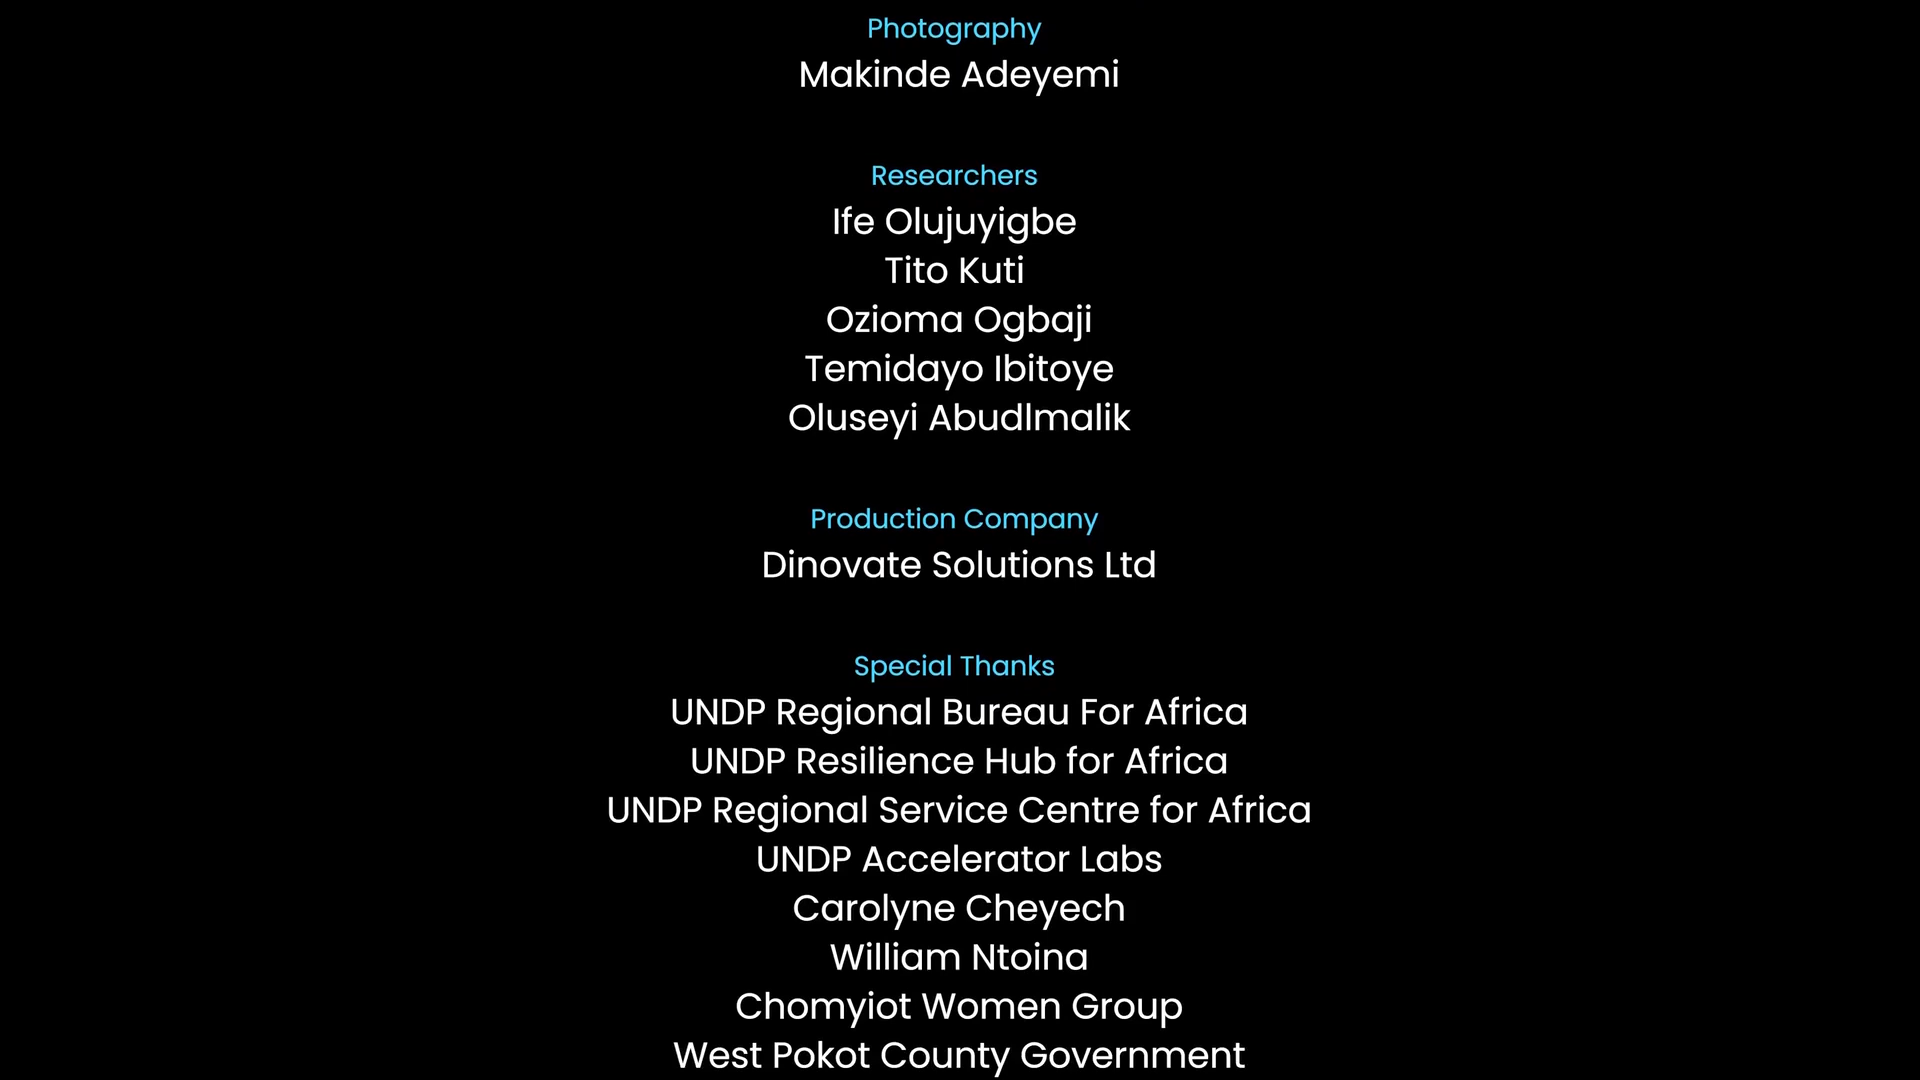 Photography
Makinde Adeyemi
Researchers
Ife Olujuyigbe
Tito Kuti
Ozioma Ogbaji
Temidayo Ibitoye
Oluseyi Abudlmalik
Production Company
Dinovate Solutions Ltd
Special Thanks
UNDP Regional Bureau For Africa
UNDP Resilience Hub for Africa
UNDP Regional Service Centre for Africa
UNDP Accelerator Labs
Carolyne Cheyech
William Ntoina
Chomyiot Women Group
West Pokot County Government